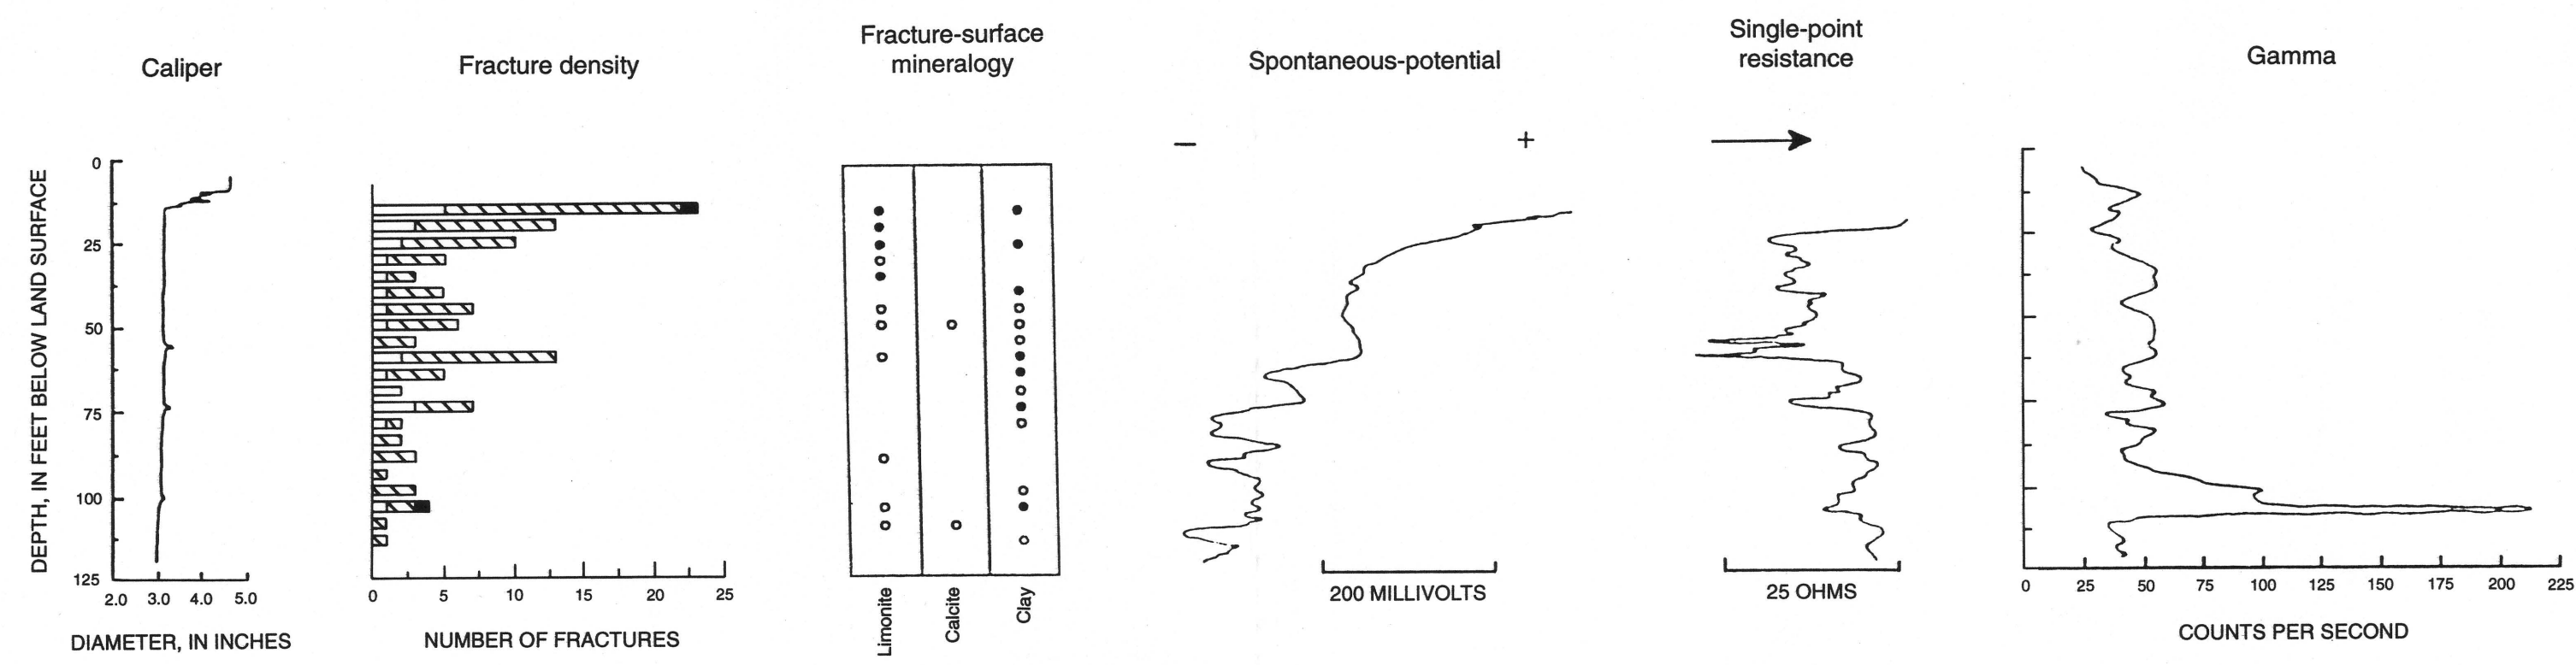 Caliper
Fracture density
Fracture-surface
mineralogy
Spontaneous-potential
Single-point
resistance
Gamma
− +
DEPTH, IN FEET BELOW LAND SURFACE
0
25
50
75
100
125
2.0 3.0 4.0 5.0
DIAMETER, IN INCHES
0 5 10 15 20 25
NUMBER OF FRACTURES
Limonite
Calcite
Clay
200 MILLIVOLTS
25 OHMS
0 25 50 75 100 125 150 175 200 225
COUNTS PER SECOND